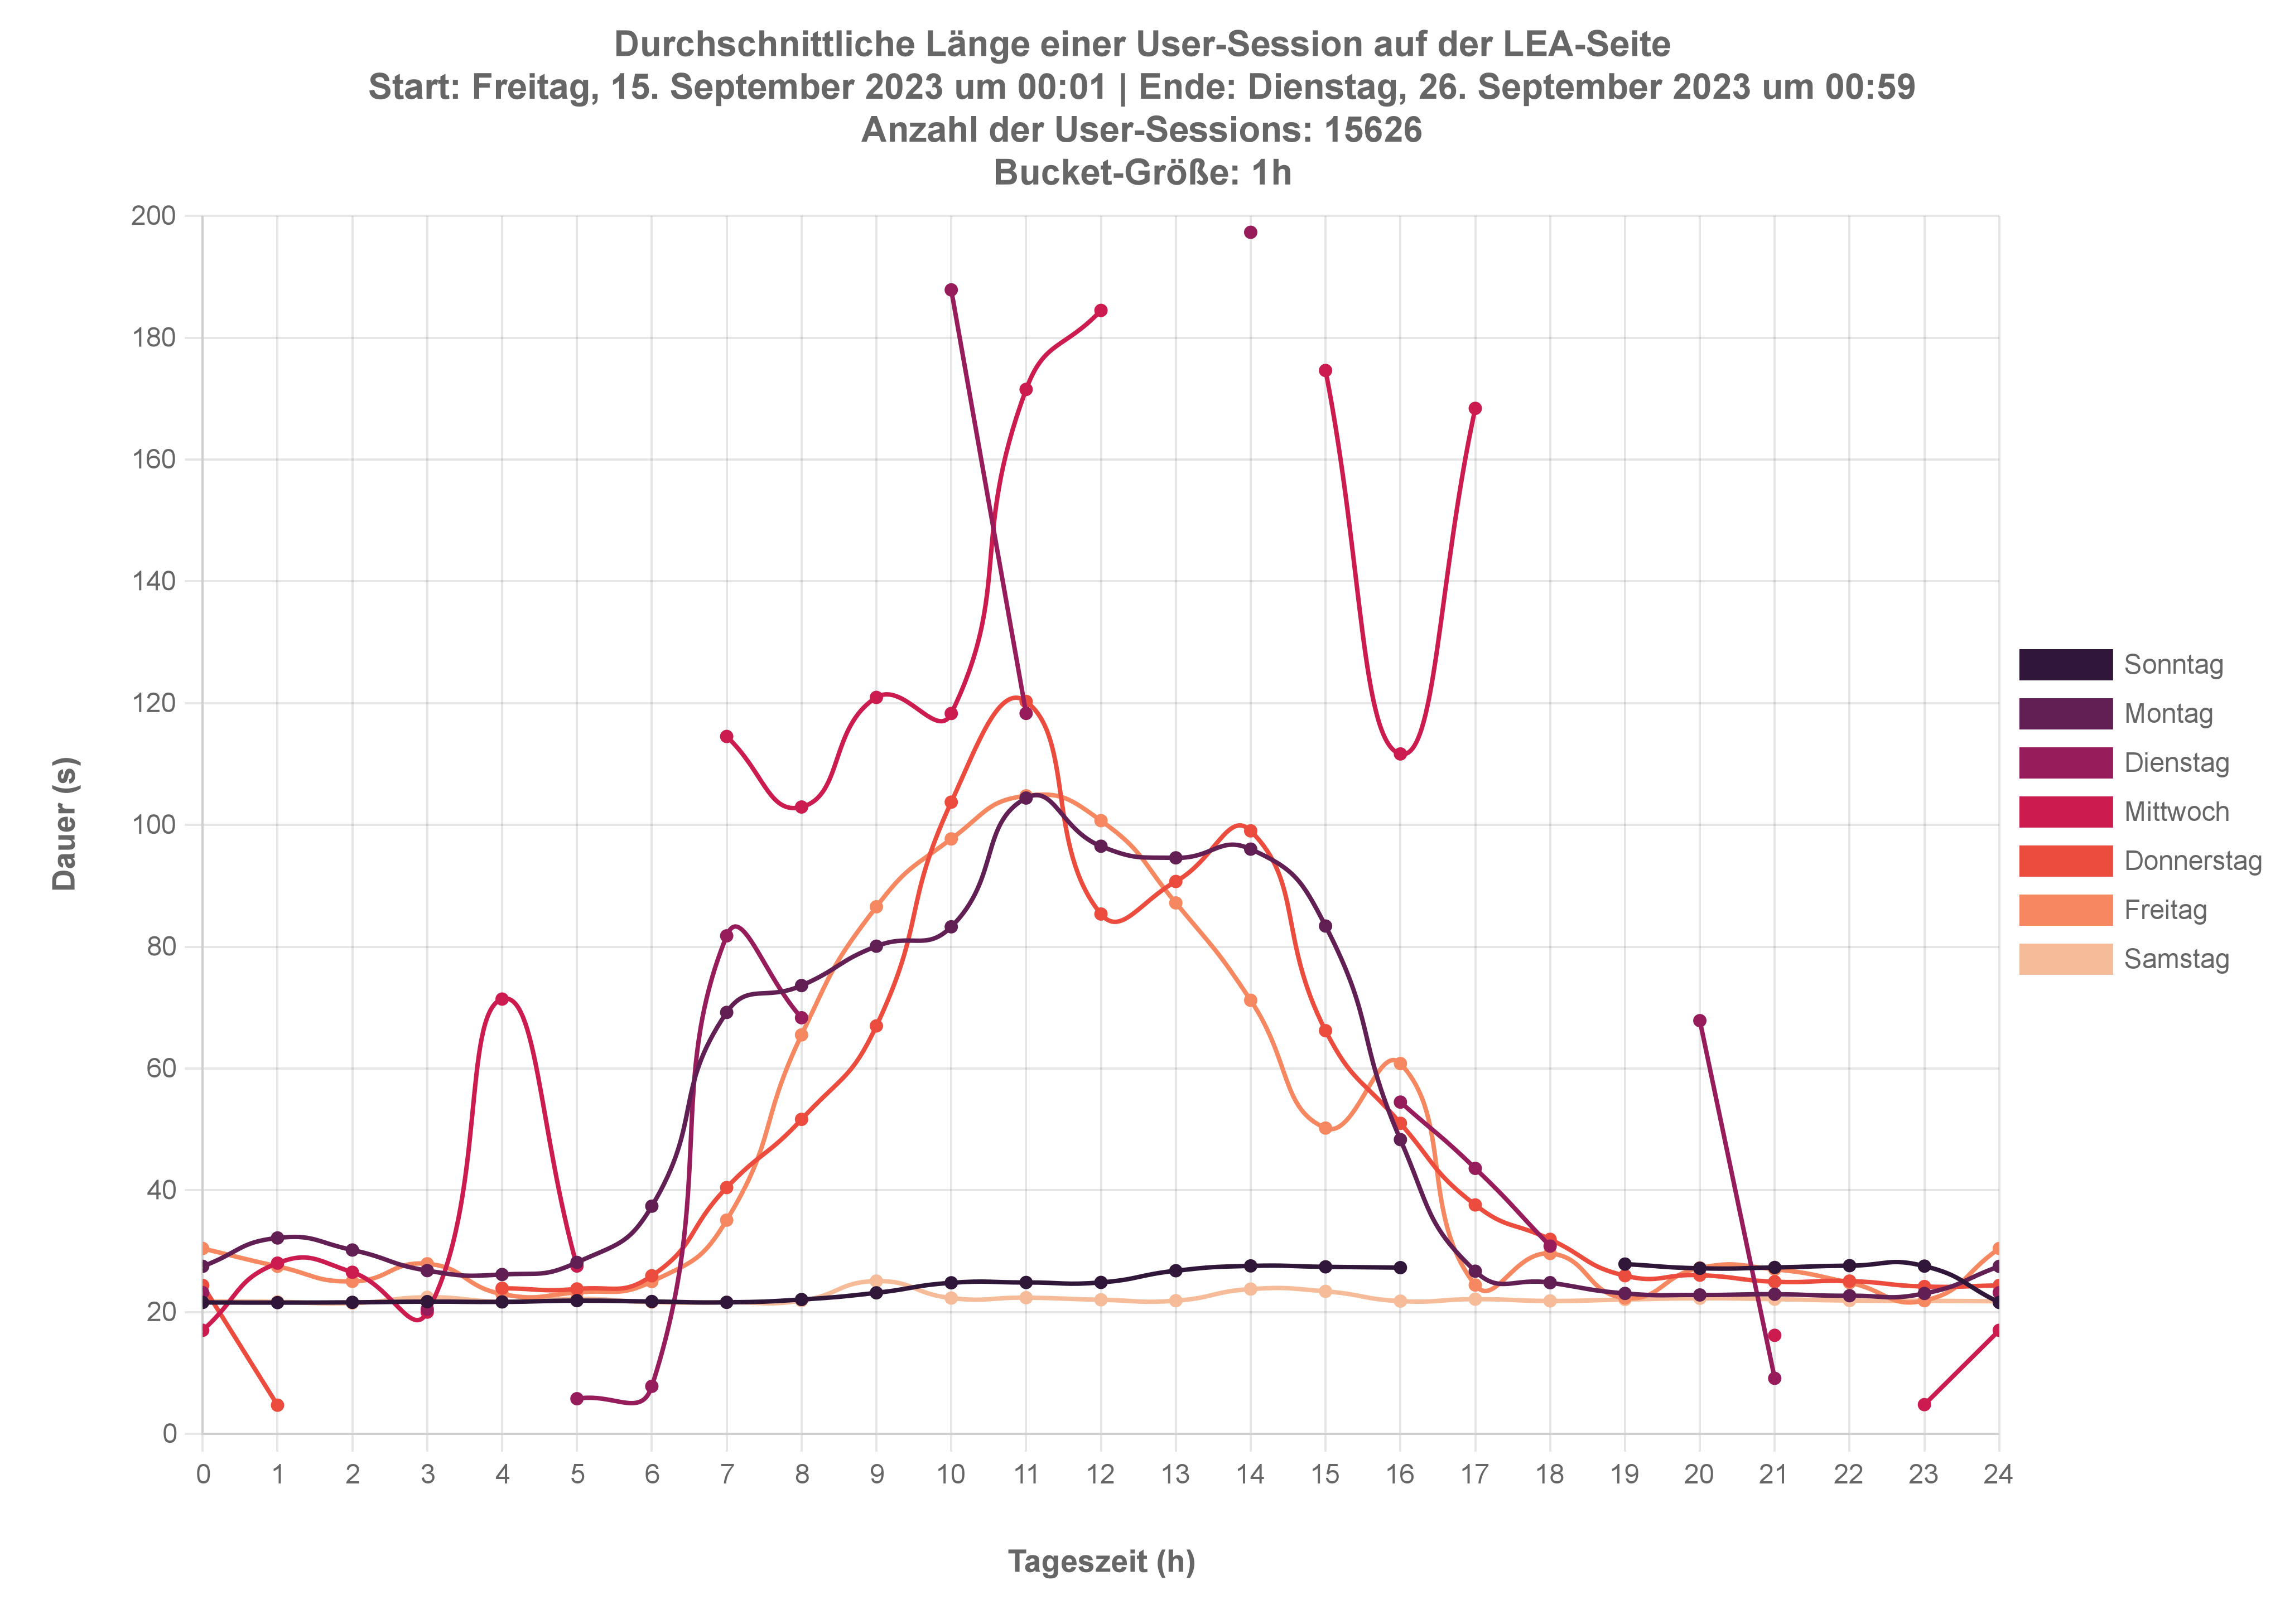 Durchschnittliche Länge einer User-Session auf der LEA-Seite
Start: Freitag, 15. September 2023 um 00:01 | Ende: Dienstag, 26. September 2023 um 00:59
Anzahl der User-Sessions: 15626
Bucket-Größe: 1h
200
180
160
140
120
100
80
60
40
20
0
Dauer (s)
0 1 2 3 4 5 6 7 8 9 10 11 12 13 14 15 16 17 18 19 20 21 22 23 24
Tageszeit (h)
Sonntag
Montag
Dienstag
Mittwoch
Donnerstag
Freitag
Samstag